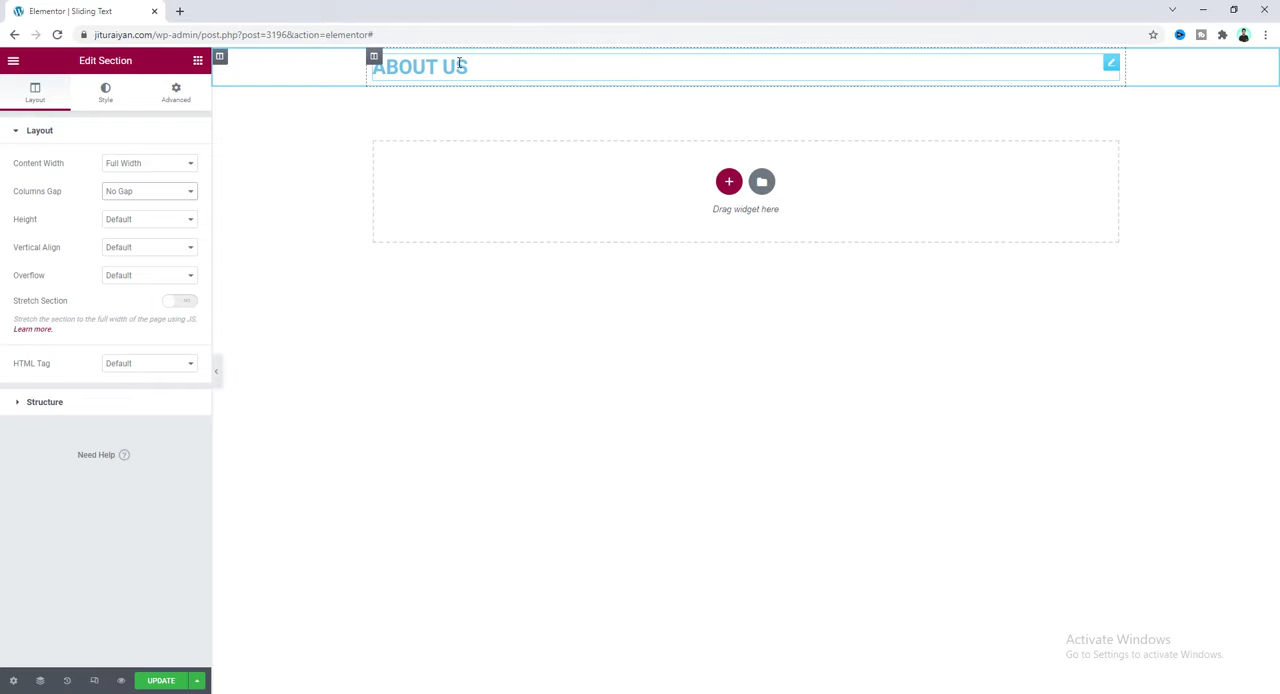 Elementor | Sliding Text
jituraiyan.com/wp-admin/post.php?post=3196&action=elementor#
Edit Section
Layout
Style
Advanced
Layout
Content Width
Full Width
Columns Gap
No Gap
Height
Default
Vertical Align
Default
Overflow
Default
Stretch Section
Stretch the section to the full width of the page using JS.
Learn more.
HTML Tag
Default
Structure
Need Help
UPDATE
ABOUT US
Drag widget here
Activate Windows
Go to Settings to activate Windows.